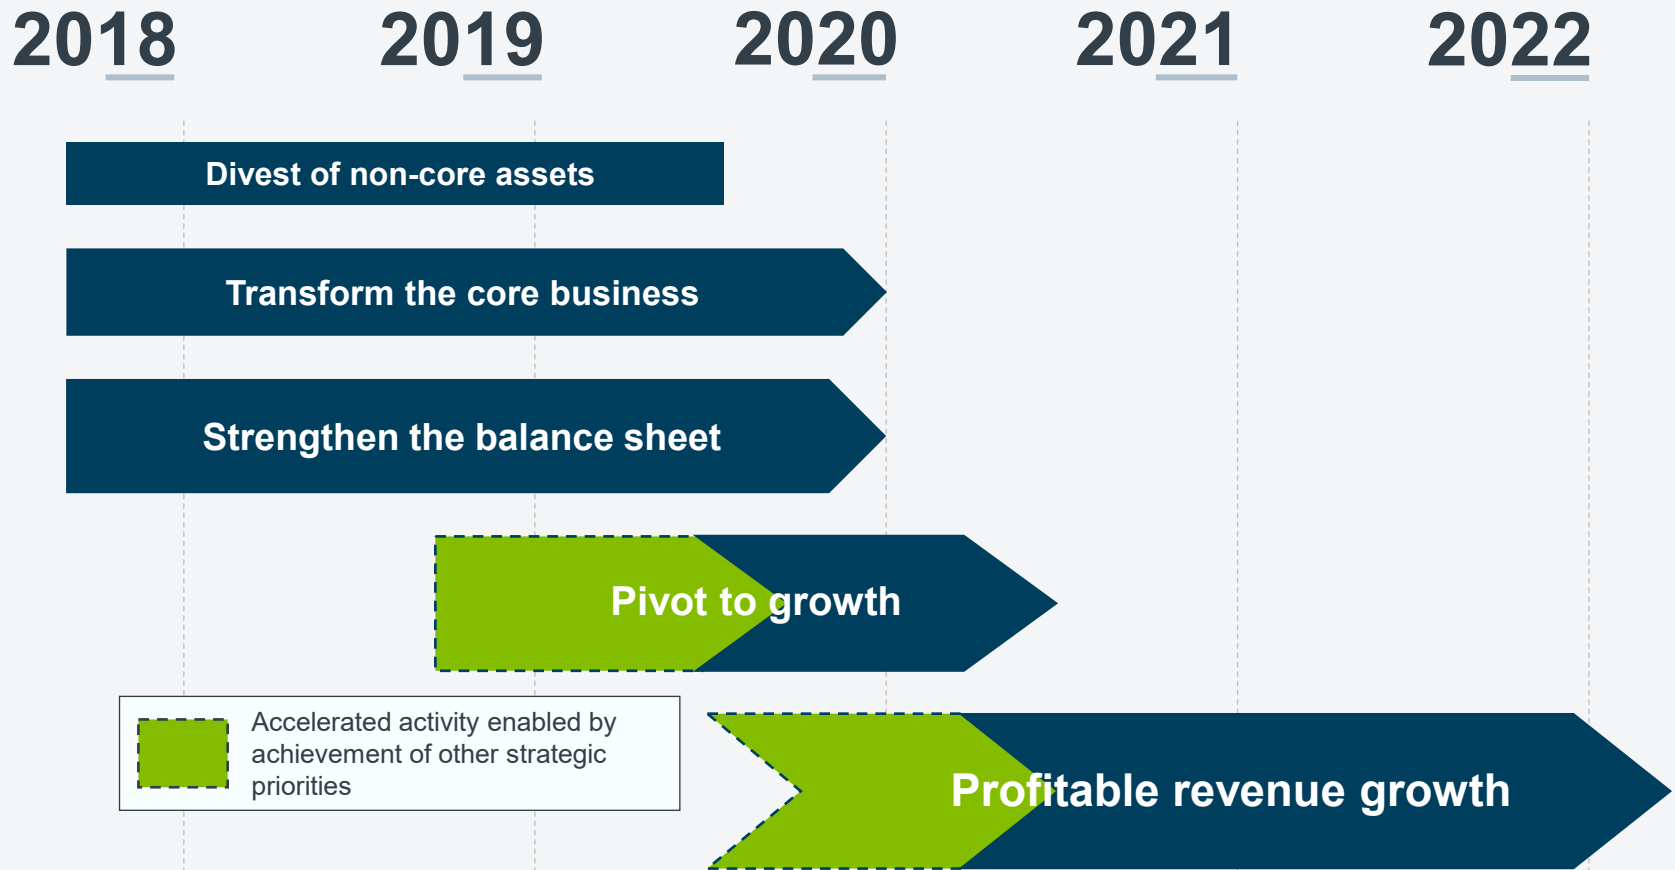 2018 2019 2020 2021 2022
Divest of non-core assets
Transform the core business
Strengthen the balance sheet
Pivot to growth
Accelerated activity enabled by
achievement of other strategic
priorities
Profitable revenue growth